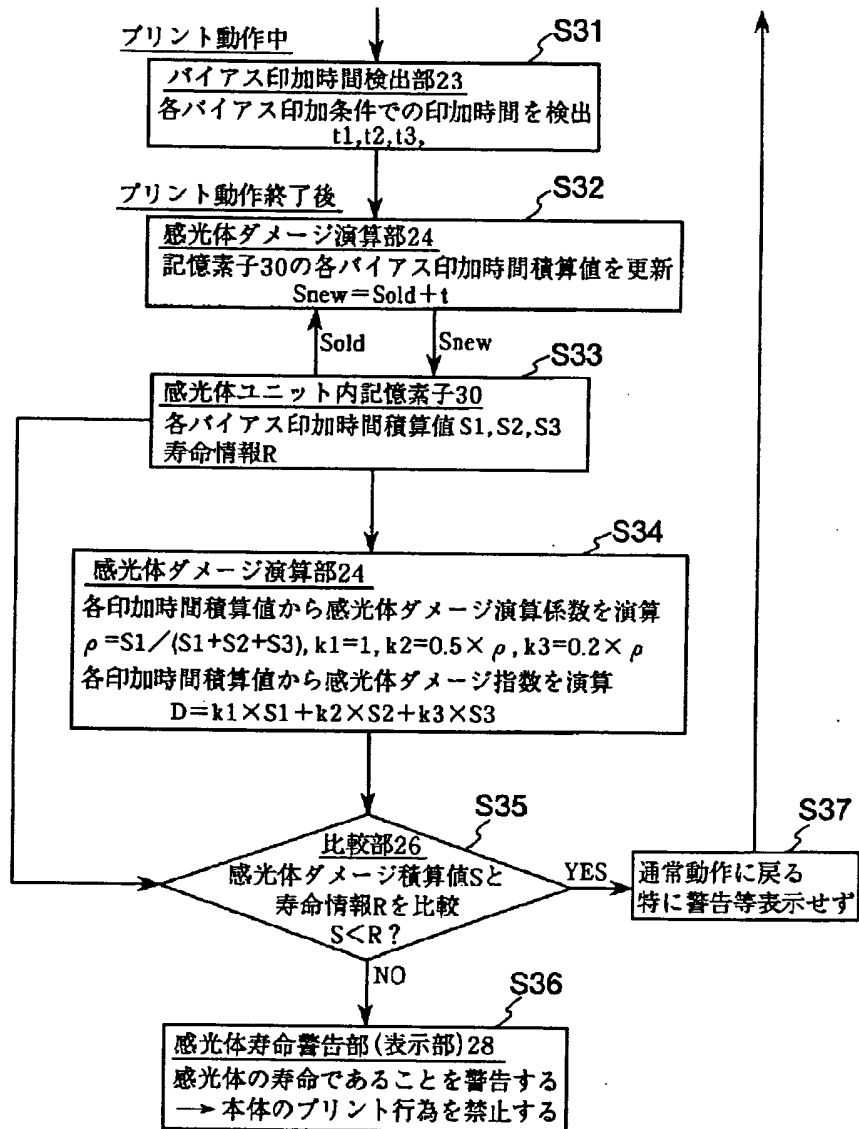 プリント動作中
S31
バイアス印加時間検出部23
各バイアス印加条件での印加時間を検出
t1,t2,t3,
プリント動作終了後
S32
感光体ダメージ演算部24
記憶素子30の各バイアス印加時間積算値を更新
Snew=Sold+t
Sold
Snew
S33
感光体ユニット内記憶素子30
各バイアス印加時間積算値S1,S2,S3
寿命情報R
S34
感光体ダメージ演算部24
各印加時間積算値から感光体ダメージ演算係数を演算
ρ=S1/(S1+S2+S3),k1=1,k2=0.5×ρ,k3=0.2×ρ
各印加時間積算値から感光体ダメージ指数を演算
D=k1×S1+k2×S2+k3×S3
S35
比較部26
感光体ダメージ積算値Sと
寿命情報Rを比較
S<R?
YES
S37
通常動作に戻る
特に警告等表示せず
NO
S36
感光体寿命警告部(表示部)28
感光体の寿命であることを警告する
→本体のプリント行為を禁止する